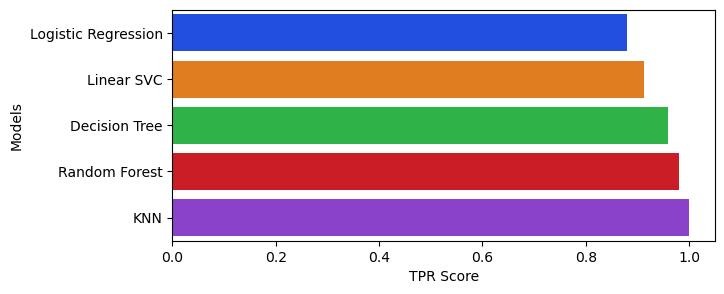 Models
Logistic Regression
Linear SVC
Decision Tree
Random Forest
KNN
0.0 0.2 0.4 0.6 0.8 1.0
TPR Score